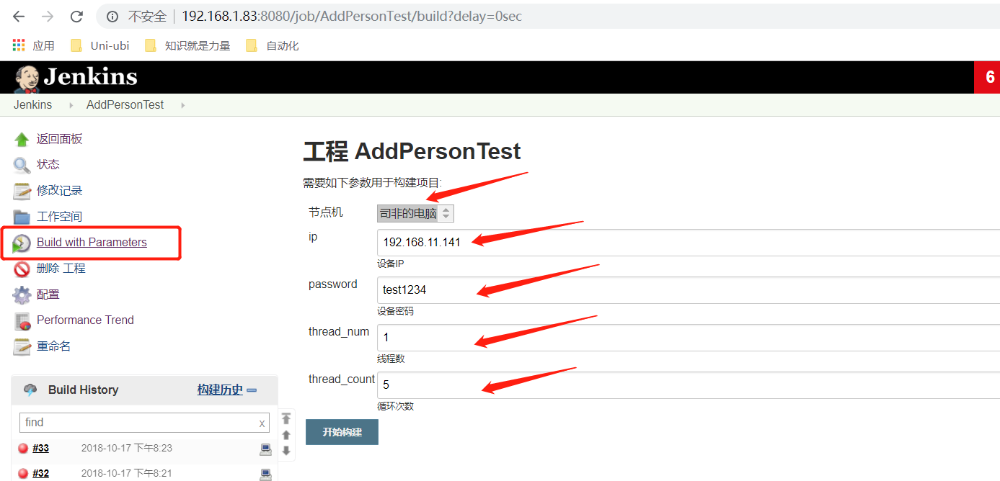 不安全 192.168.1.83:8080/job/AddPersonTest/build?delay=0sec
应用 Uni-ubi 知识就是力量 自动化
Jenkins 6
Jenkins AddPersonTest
返回面板
状态
修改记录
工作空间
Build with Parameters
删除 工程
配置
Performance Trend
重命名
Build History 构建历史
find x
#33 2018-10-17 下午8:23
#32 2018-10-17 下午8:21
工程 AddPersonTest
需要如下参数用于构建项目:
节点机 司非的电脑
ip 192.168.11.141
设备IP
password test1234
设备密码
thread_num 1
线程数
thread_count 5
循环次数
开始构建